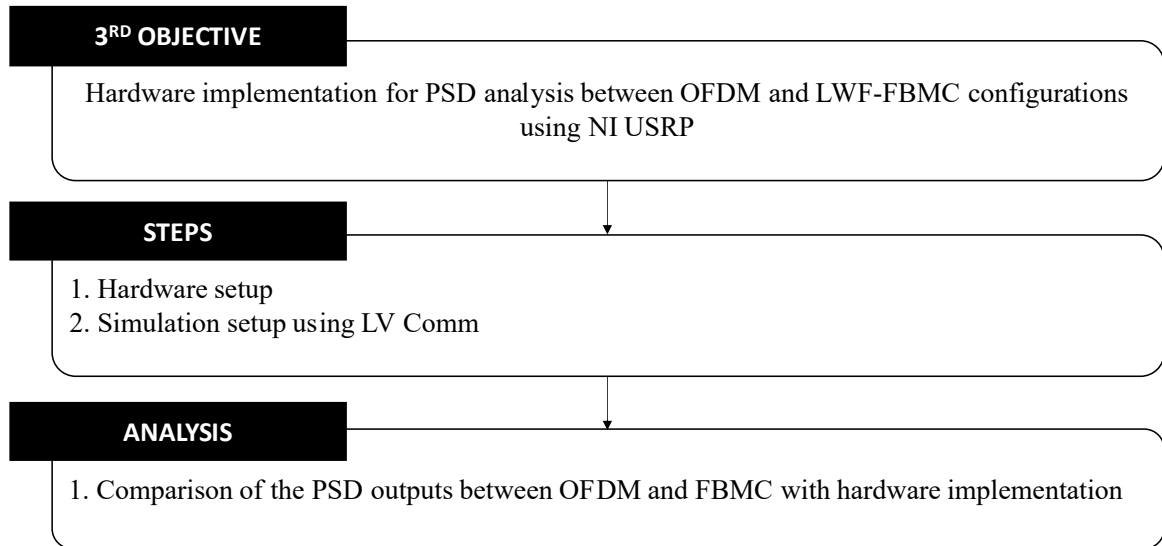 3RD OBJECTIVE
Hardware implementation for PSD analysis between OFDM and LWF-FBMC configurations
using NI USRP
STEPS
1. Hardware setup
2. Simulation setup using LV Comm
ANALYSIS
1. Comparison of the PSD outputs between OFDM and FBMC with hardware implementation